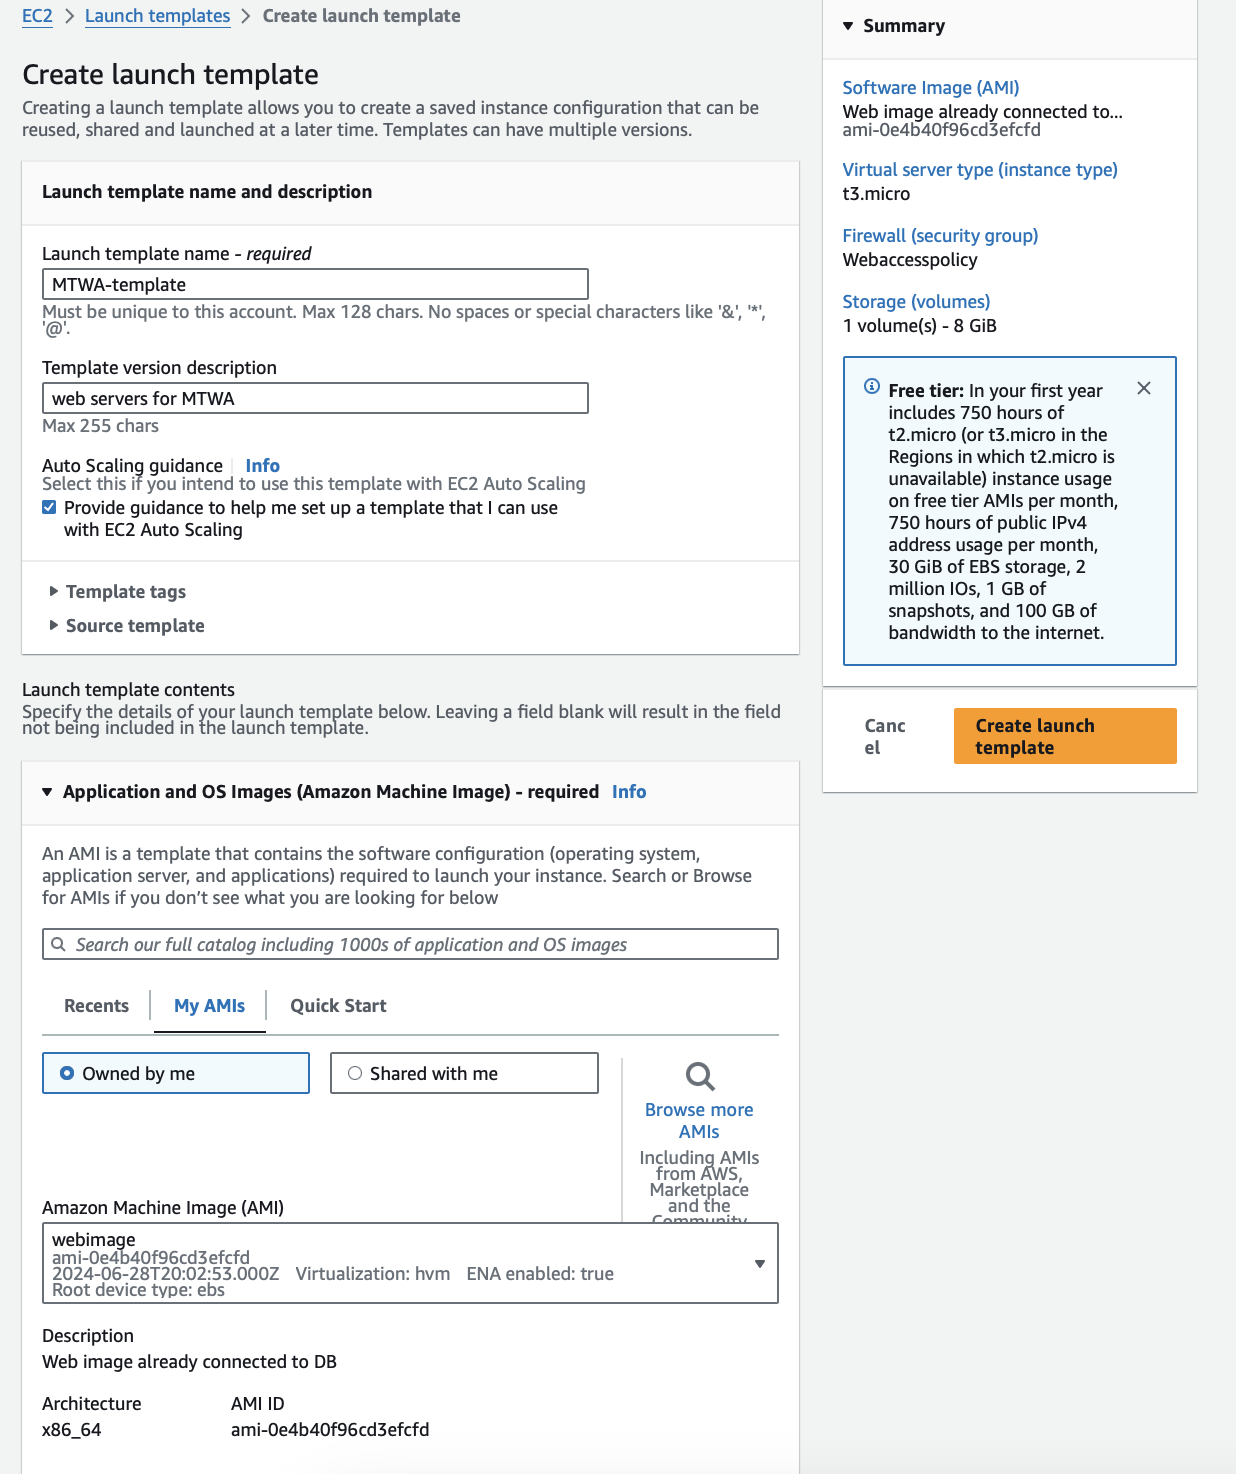 EC2 > Launch templates > Create launch template
Create launch template
Creating a launch template allows you to create a saved instance configuration that can be
reused, shared and launched at a later time. Templates can have multiple versions.
Launch template name and description
Launch template name - required
MTWA-template
Must be unique to this account. Max 128 chars. No spaces or special characters like '&', '*',
'@'.
Template version description
web servers for MTWA
Max 255 chars
Auto Scaling guidance Info
Select this if you intend to use this template with EC2 Auto Scaling
Provide guidance to help me set up a template that I can use
with EC2 Auto Scaling
Template tags
Source template
Launch template contents
Specify the details of your launch template below. Leaving a field blank will result in the field
not being included in the launch template.
Application and OS Images (Amazon Machine Image) - required Info
An AMI is a template that contains the software configuration (operating system,
application server, and applications) required to launch your instance. Search or Browse
for AMIs if you don’t see what you are looking for below
Search our full catalog including 1000s of application and OS images
Recents My AMIs Quick Start
Owned by me Shared with me
Browse more
AMIs
Including AMIs
from AWS,
Marketplace
and the
Community
Amazon Machine Image (AMI)
webimage
ami-0e4b40f96cd3efcfd
2024-06-28T20:02:53.000Z Virtualization: hvm ENA enabled: true
Root device type: ebs
Description
Web image already connected to DB
Architecture AMI ID
x86_64 ami-0e4b40f96cd3efcfd
Summary
Software Image (AMI)
Web image already connected to...
ami-0e4b40f96cd3efcfd
Virtual server type (instance type)
t3.micro
Firewall (security group)
Webaccesspolicy
Storage (volumes)
1 volume(s) - 8 GiB
Free tier: In your first year
includes 750 hours of
t2.micro (or t3.micro in the
Regions in which t2.micro is
unavailable) instance usage
on free tier AMIs per month,
750 hours of public IPv4
address usage per month,
30 GiB of EBS storage, 2
million IOs, 1 GB of
snapshots, and 100 GB of
bandwidth to the internet.
Canc
el
Create launch
template